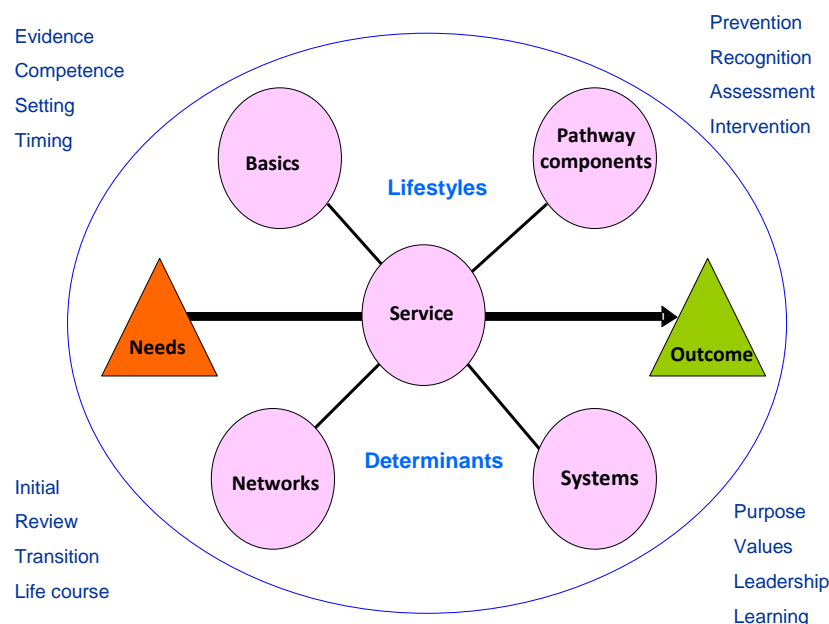 Evidence
Competence
Setting
Timing
Prevention
Recognition
Assessment
Intervention
Basics
Pathway
components
Lifestyles
Needs
Service
Outcome
Networks
Determinants
Systems
Initial
Review
Transition
Life course
Purpose
Values
Leadership
Learning